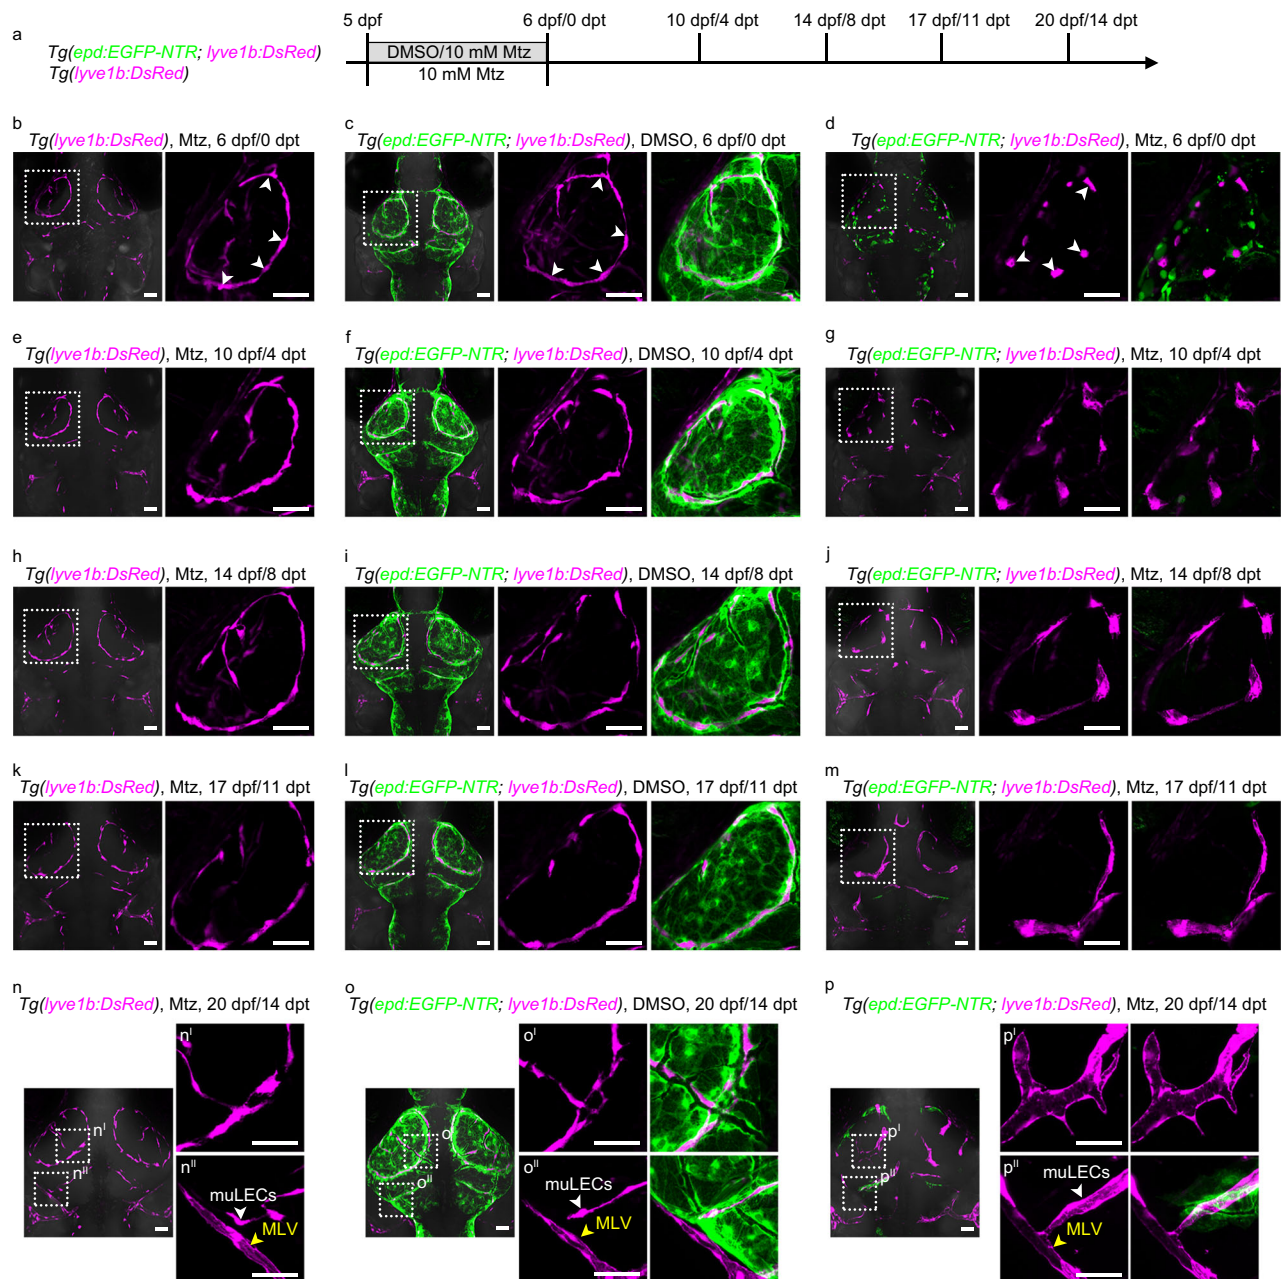 a
Tg(epd:EGFP-NTR; lyve1b:DsRed)
Tg(lyve1b:DsRed)
5 dpf
6 dpf/0 dpt
10 dpf/4 dpt
14 dpf/8 dpt
17 dpf/11 dpt
20 dpf/14 dpt
DMSO/10 mM Mtz
10 mM Mtz
b
Tg(lyve1b:DsRed), Mtz, 6 dpf/0 dpt
c
Tg(epd:EGFP-NTR; lyve1b:DsRed), DMSO, 6 dpf/0 dpt
d
Tg(epd:EGFP-NTR; lyve1b:DsRed), Mtz, 6 dpf/0 dpt
e
Tg(lyve1b:DsRed), Mtz, 10 dpf/4 dpt
f
Tg(epd:EGFP-NTR; lyve1b:DsRed), DMSO, 10 dpf/4 dpt
g
Tg(epd:EGFP-NTR; lyve1b:DsRed), Mtz, 10 dpf/4 dpt
h
Tg(lyve1b:DsRed), Mtz, 14 dpf/8 dpt
i
Tg(epd:EGFP-NTR; lyve1b:DsRed), DMSO, 14 dpf/8 dpt
j
Tg(epd:EGFP-NTR; lyve1b:DsRed), Mtz, 14 dpf/8 dpt
k
Tg(lyve1b:DsRed), Mtz, 17 dpf/11 dpt
l
Tg(epd:EGFP-NTR; lyve1b:DsRed), DMSO, 17 dpf/11 dpt
m
Tg(epd:EGFP-NTR; lyve1b:DsRed), Mtz, 17 dpf/11 dpt
n
Tg(lyve1b:DsRed), Mtz, 20 dpf/14 dpt
nI
nII
nI
nII
muLECs
MLV
o
Tg(epd:EGFP-NTR; lyve1b:DsRed), DMSO, 20 dpf/14 dpt
oI
oII
oI
oII
muLECs
MLV
p
Tg(epd:EGFP-NTR; lyve1b:DsRed), Mtz, 20 dpf/14 dpt
pI
pII
pI
pII
muLECs
MLV